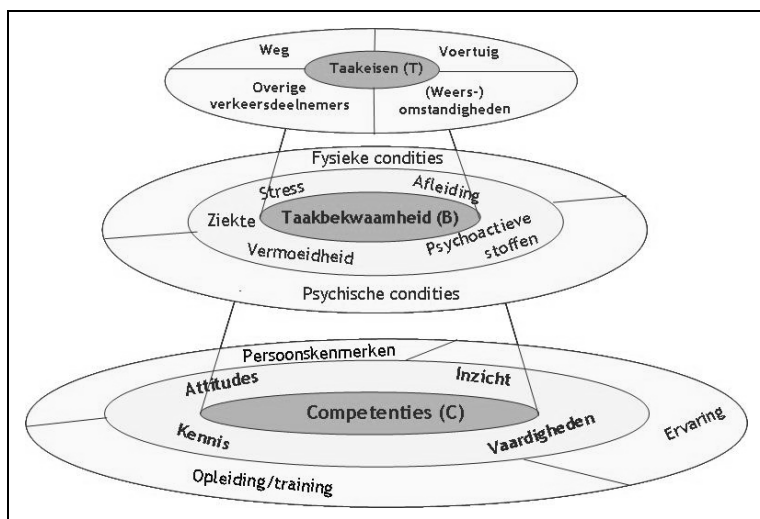 Weg
Voertuig
Taakeisen (T)
Overige
verkeersdeelnemers
(Weers-)
omstandigheden
Fysieke condities
Stress
Afleiding
Ziekte
Taakbekwaamheid (B)
Psychoactieve
stoffen
Vermoeidheid
Psychische condities
Persoonskenmerken
Attitudes
Inzicht
Competenties (C)
Kennis
Vaardigheden
Ervaring
Opleiding/training